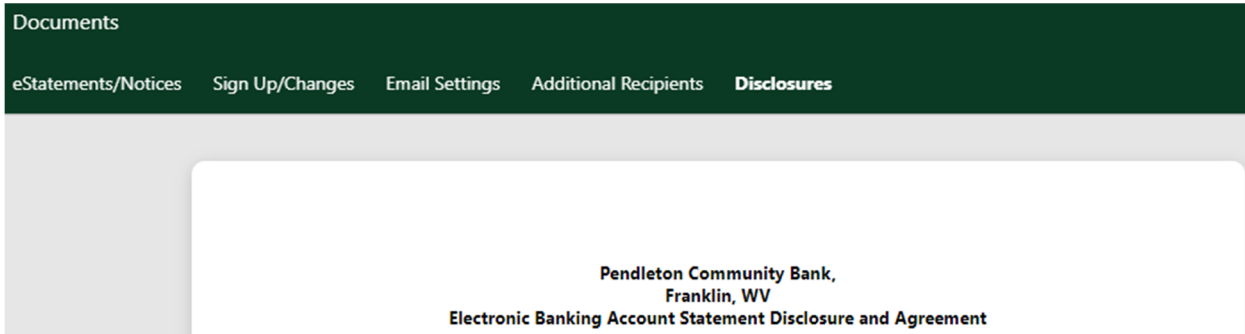 Documents
eStatements/Notices Sign Up/Changes Email Settings Additional Recipients Disclosures
Pendleton Community Bank,
Franklin, WV
Electronic Banking Account Statement Disclosure and Agreement